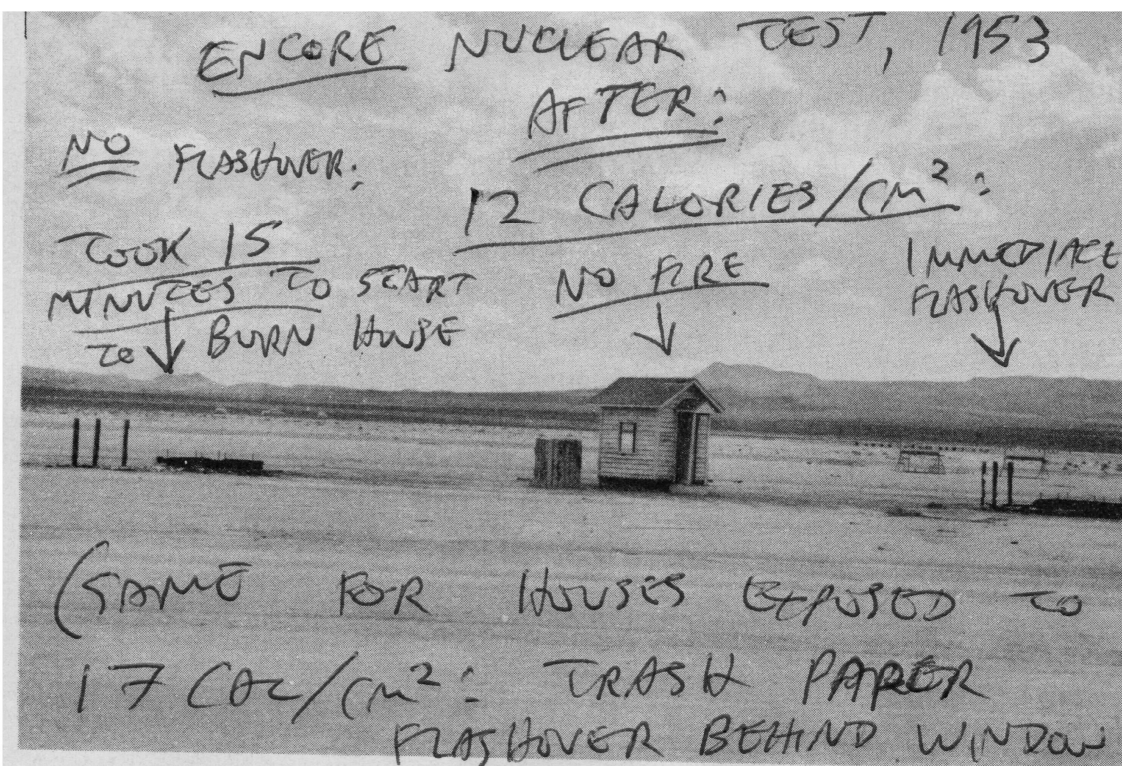 ENCORE NUCLEAR TEST, 1953
AFTER:
NO FLASHOVER:
12 CALORIES/CM²:
TOOK 15
MINUTES TO START
TO BURN HOUSE
NO FIRE
IMMEDIATE
FLASHOVER
(SAME FOR HOUSES EXPOSED TO
17 CAL/CM²: TRASH PAPER
FLASHOVER BEHIND WINDOW